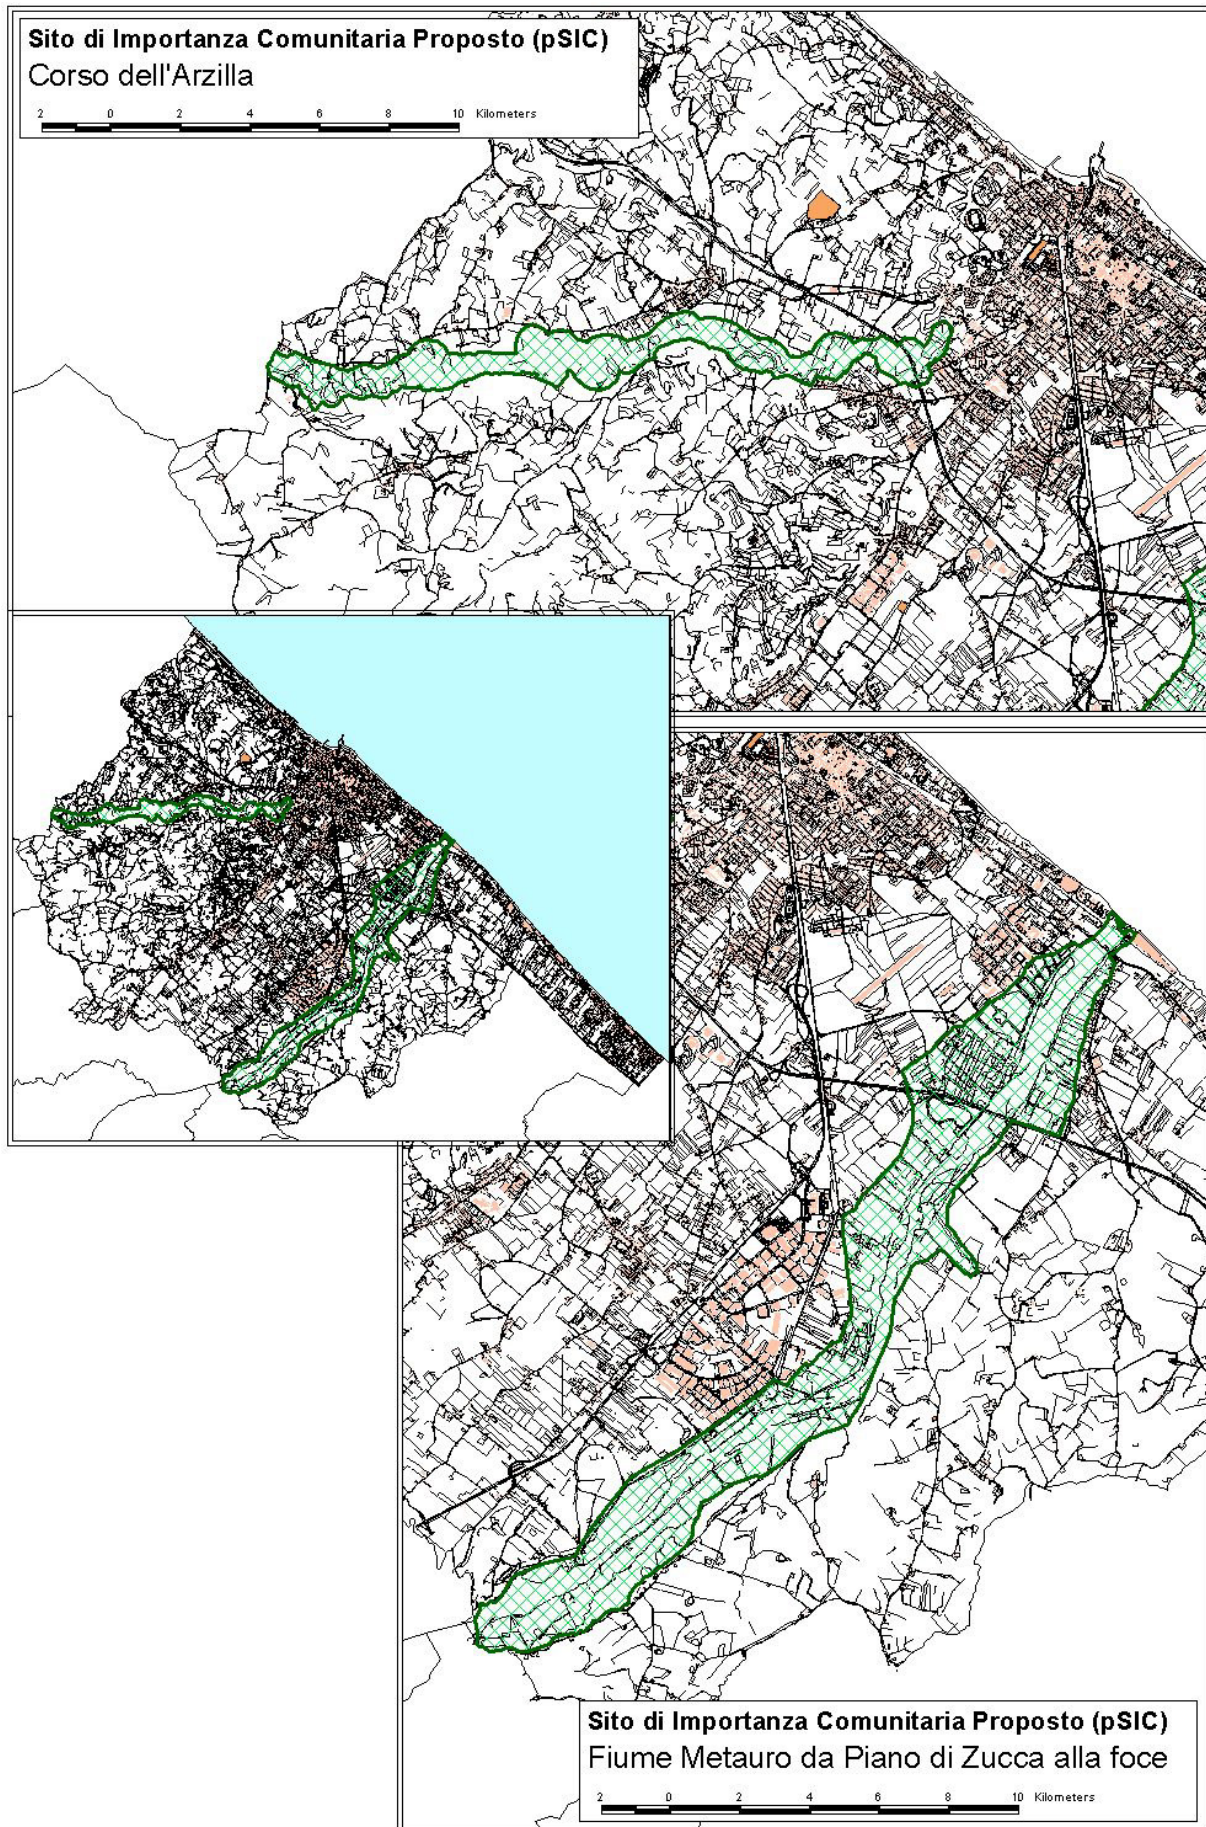 Sito di Importanza Comunitaria Proposto (pSIC)
Corso dell'Arzilla
2 0 2 4 6 8 10 Kilometers
Sito di Importanza Comunitaria Proposto (pSIC)
Fiume Metauro da Piano di Zucca alla foce
2 0 2 4 6 8 10 Kilometers